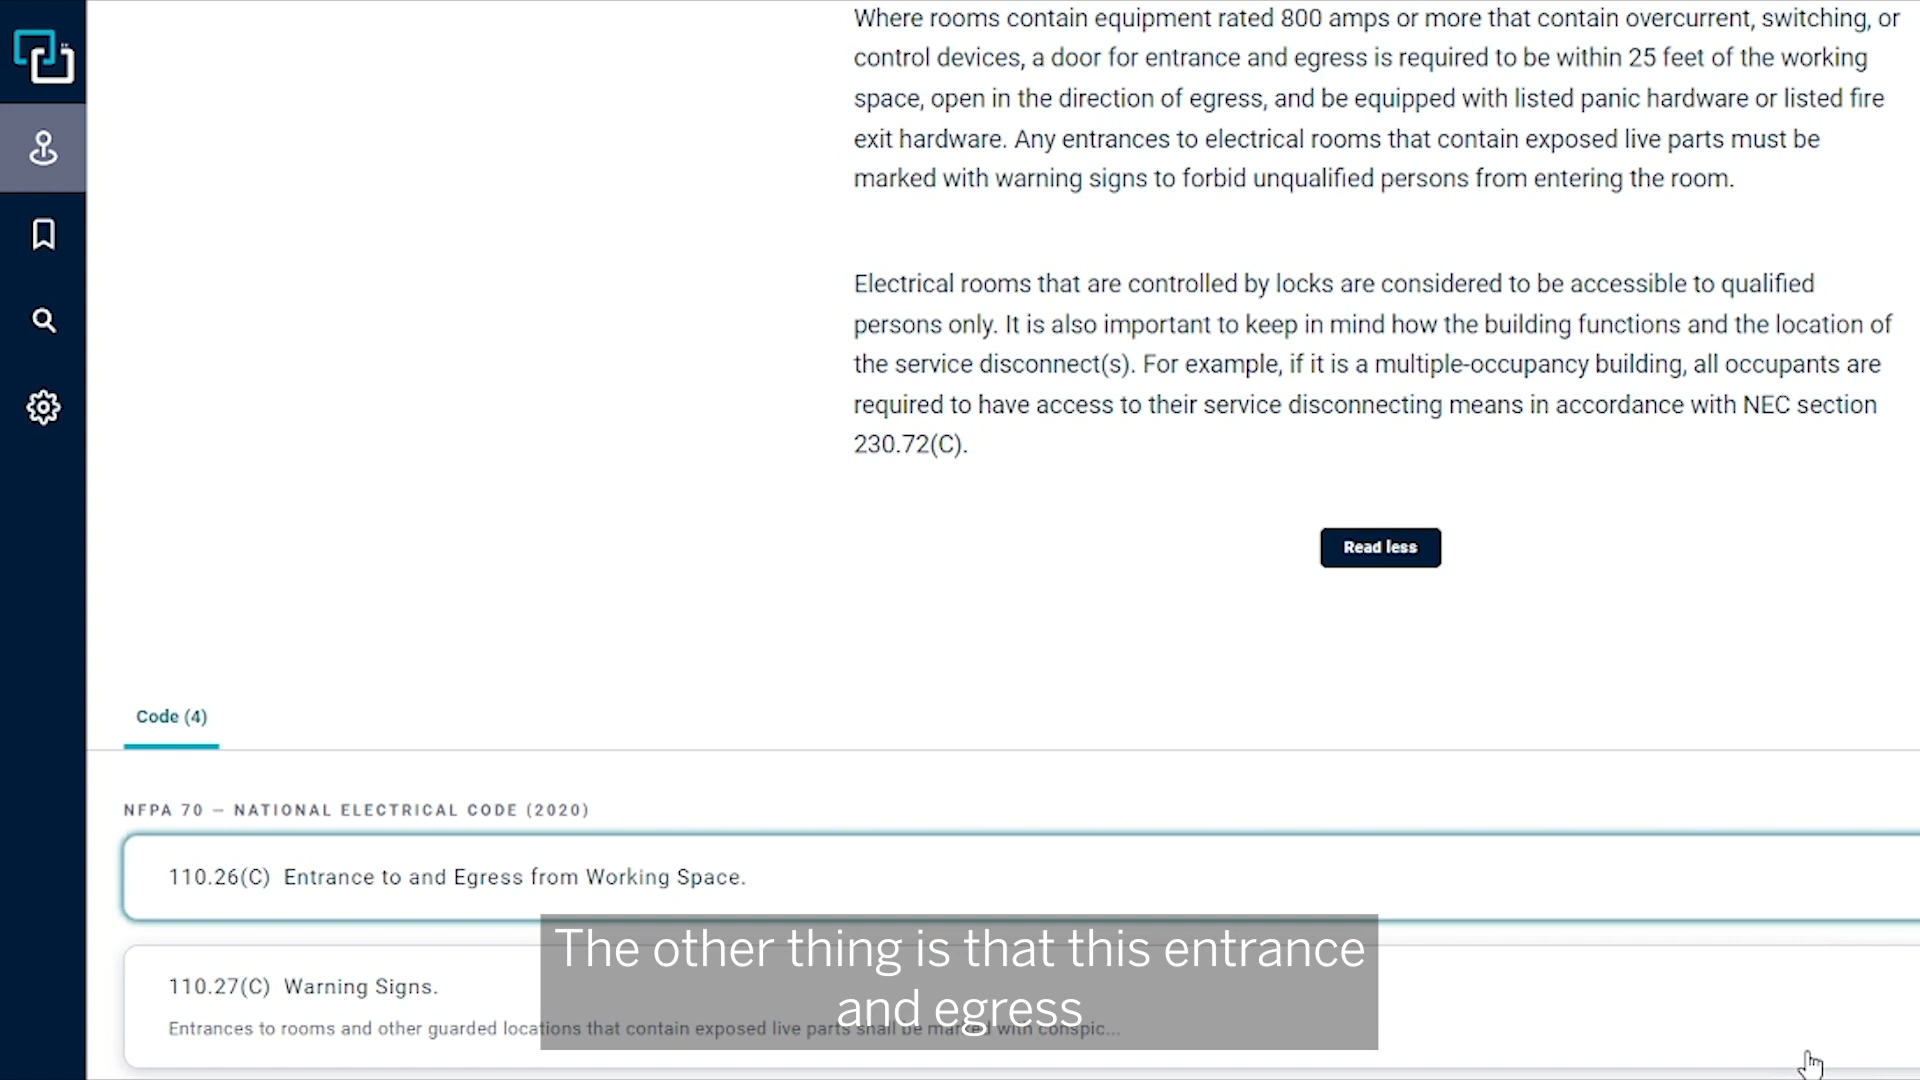 Where rooms contain equipment rated 800 amps or more that contain overcurrent, switching, or
control devices, a door for entrance and egress is required to be within 25 feet of the working
space, open in the direction of egress, and be equipped with listed panic hardware or listed fire
exit hardware. Any entrances to electrical rooms that contain exposed live parts must be
marked with warning signs to forbid unqualified persons from entering the room.
Electrical rooms that are controlled by locks are considered to be accessible to qualified
persons only. It is also important to keep in mind how the building functions and the location of
the service disconnect(s). For example, if it is a multiple-occupancy building, all occupants are
required to have access to their service disconnecting means in accordance with NEC section
230.72(C).
Read less
Code (4)
NFPA 70 – NATIONAL ELECTRICAL CODE (2020)
110.26(C) Entrance to and Egress from Working Space.
110.27(C) Warning Signs.
Entrances to rooms and other guarded locations that contain exposed live parts shall be marked with conspic...
The other thing is that this entrance
and egress